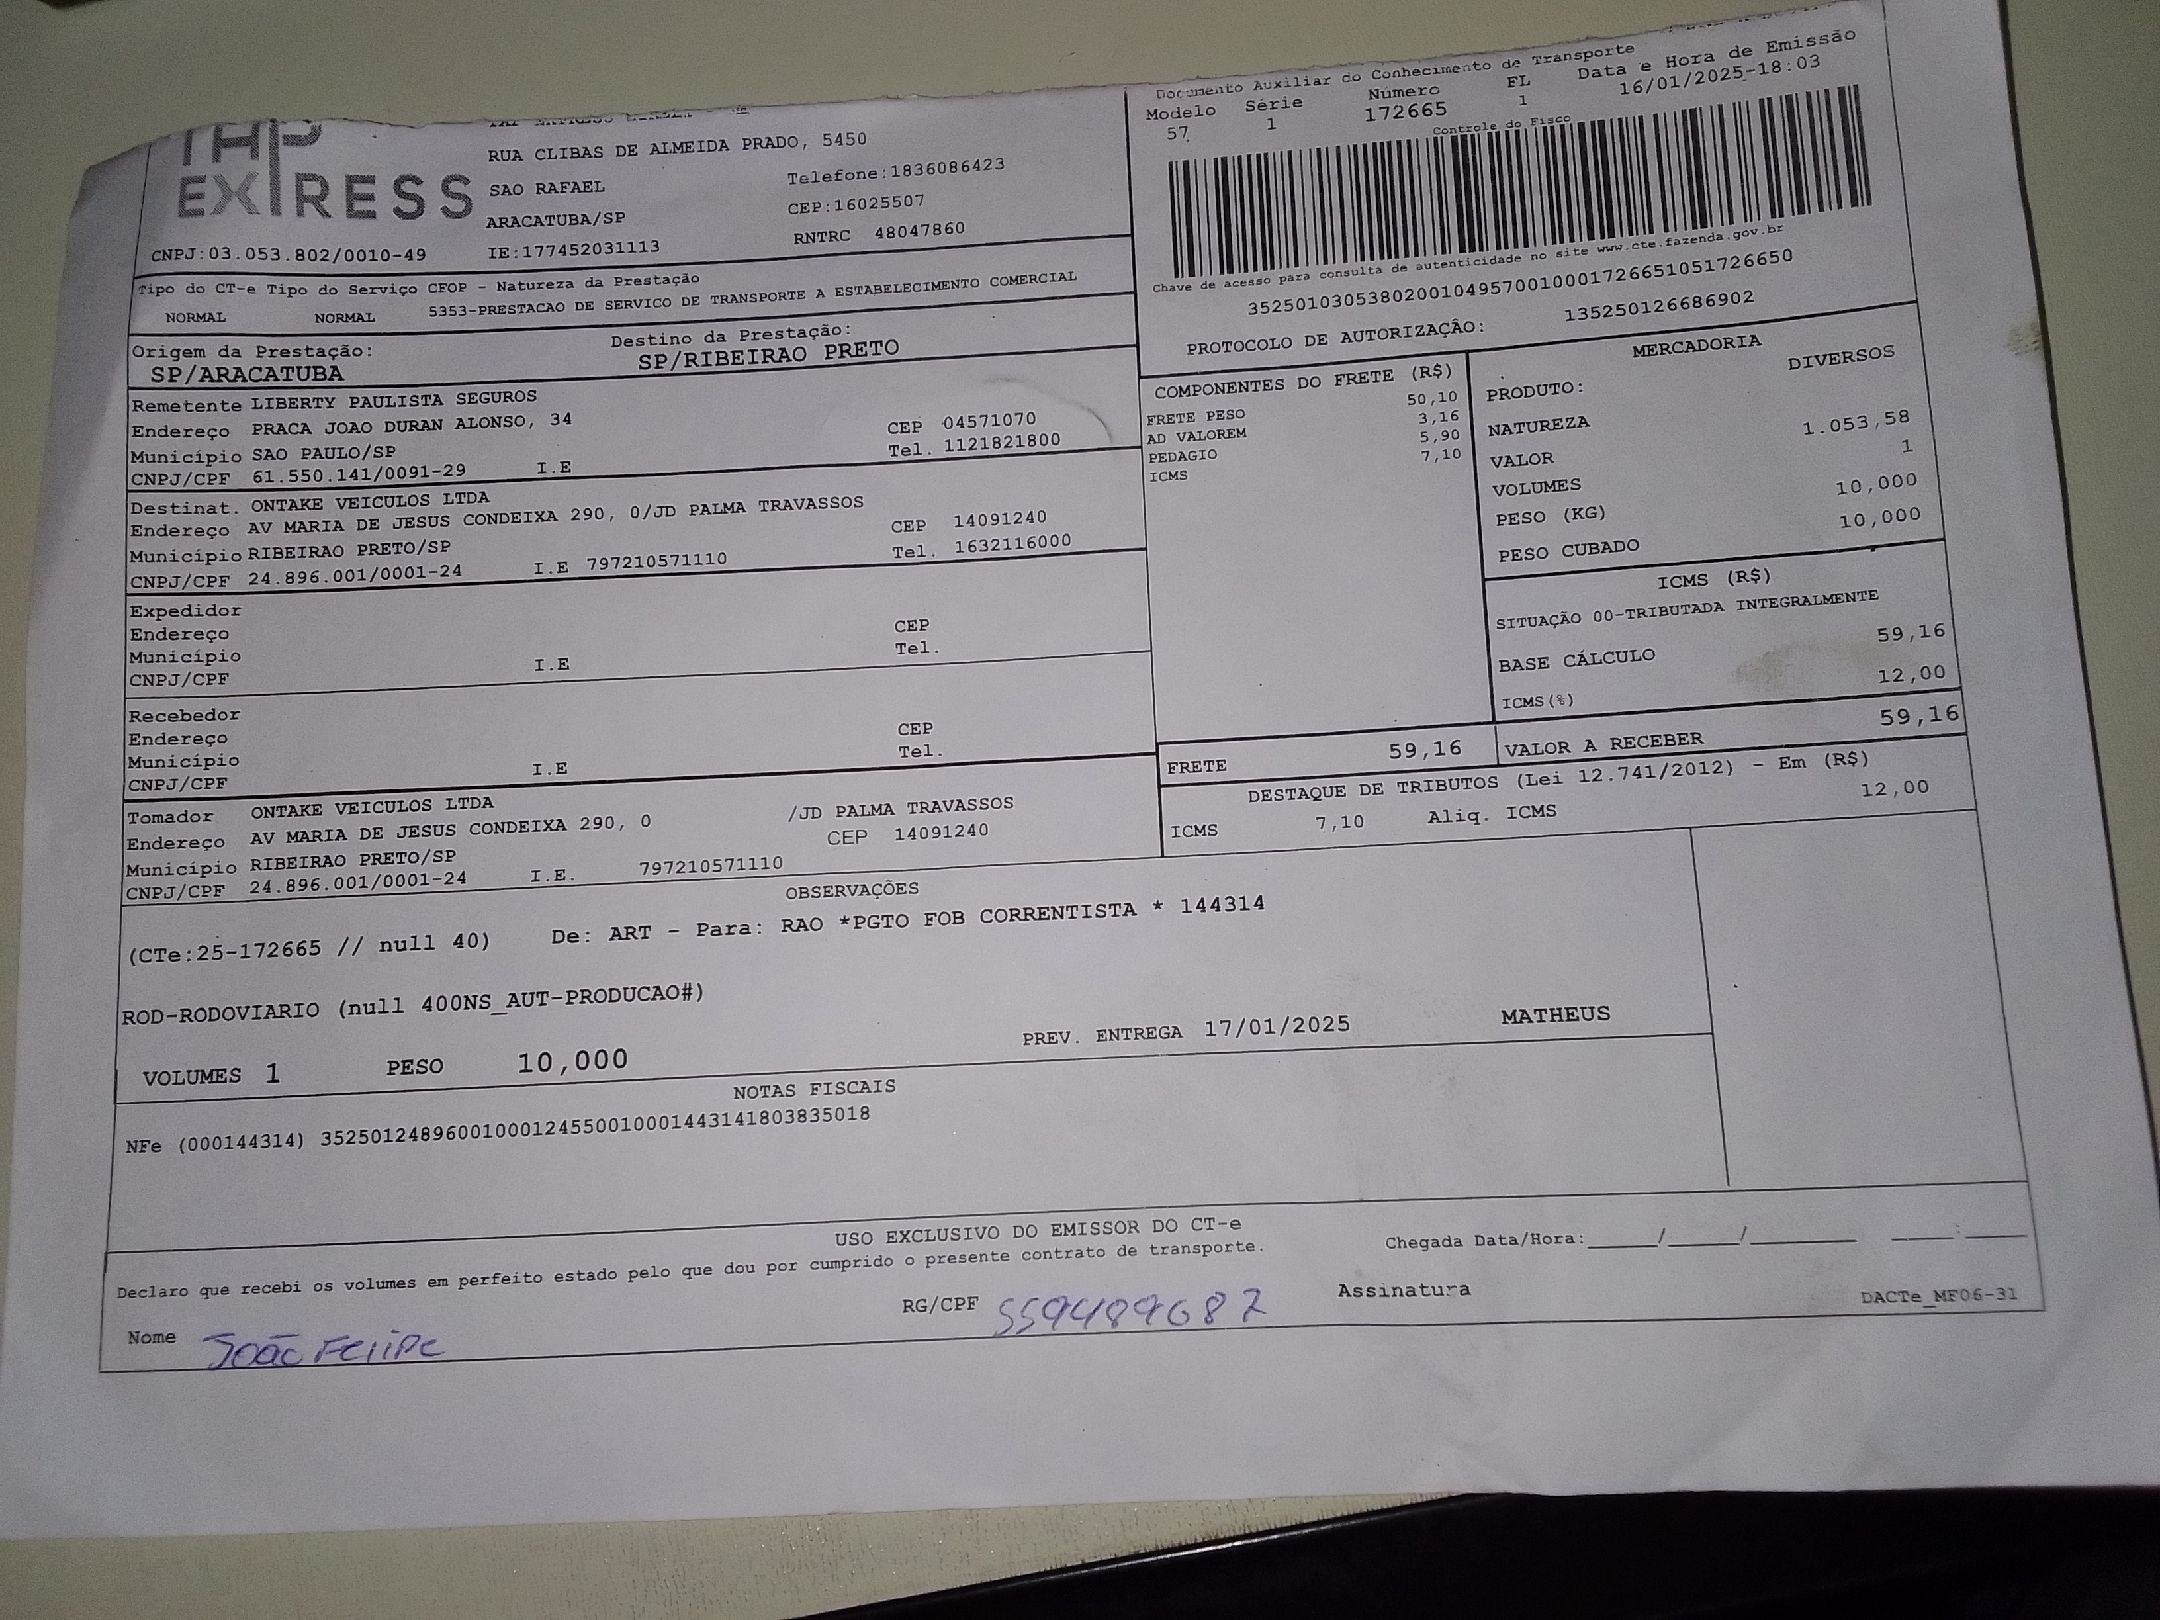 Documento Auxiliar do Conhecimento de Transporte
Modelo Série Número FL Data e Hora de Emissão
57 1 172665 1 16/01/2025-18:03
Controle do Fisco
TAP EXPRESS
RUA CLIBAS DE ALMEIDA PRADO, 5450
SAO RAFAEL Telefone:1836086423
ARACATUBA/SP CEP:16025507
CNPJ:03.053.802/0010-49 IE:177452031113 RNTRC 48047860
Chave de acesso para consulta de autenticidade no site www.cte.fazenda.gov.br
35250103053802001049570010001726651051726650
PROTOCOLO DE AUTORIZAÇÃO: 135250126686902
Tipo do CT-e Tipo do Serviço CFOP - Natureza da Prestação
NORMAL NORMAL 5353-PRESTACAO DE SERVICO DE TRANSPORTE A ESTABELECIMENTO COMERCIAL
Origem da Prestação: Destino da Prestação:
SP/ARACATUBA SP/RIBEIRAO PRETO
Remetente LIBERTY PAULISTA SEGUROS
Endereço PRACA JOAO DURAN ALONSO, 34 CEP 04571070
Município SAO PAULO/SP Tel. 1121821800
CNPJ/CPF 61.550.141/0091-29 I.E
Destinat. ONTAKE VEICULOS LTDA
Endereço AV MARIA DE JESUS CONDEIXA 290, 0/JD PALMA TRAVASSOS
Município RIBEIRAO PRETO/SP CEP 14091240
CNPJ/CPF 24.896.001/0001-24 I.E 797210571110 Tel. 1632116000
Expedidor
Endereço CEP
Município Tel.
CNPJ/CPF I.E
Recebedor
Endereço CEP
Município Tel.
CNPJ/CPF I.E
Tomador ONTAKE VEICULOS LTDA
Endereço AV MARIA DE JESUS CONDEIXA 290, 0 /JD PALMA TRAVASSOS
Município RIBEIRAO PRETO/SP CEP 14091240
CNPJ/CPF 24.896.001/0001-24 I.E. 797210571110
COMPONENTES DO FRETE (R$)
FRETE PESO 50,10
AD VALOREM 3,16
PEDAGIO 5,90
ICMS 7,10
MERCADORIA
PRODUTO: DIVERSOS
NATUREZA
VALOR 1.053,58
VOLUMES 1
PESO (KG) 10,000
PESO CUBADO 10,000
ICMS (R$)
SITUAÇÃO 00-TRIBUTADA INTEGRALMENTE
BASE CÁLCULO 59,16
ICMS(%) 12,00
FRETE 59,16 VALOR A RECEBER 59,16
DESTAQUE DE TRIBUTOS (Lei 12.741/2012) - Em (R$)
ICMS 7,10 Aliq. ICMS 12,00
OBSERVAÇÕES
(CTe:25-172665 // null 40) De: ART - Para: RAO *PGTO FOB CORRENTISTA * 144314
ROD-RODOVIARIO (null 400NS_AUT-PRODUCAO#)
VOLUMES 1 PESO 10,000 PREV. ENTREGA 17/01/2025 MATHEUS
NOTAS FISCAIS
NFe (000144314) 35250124896001000124550010001443141803835018
USO EXCLUSIVO DO EMISSOR DO CT-e
Declaro que recebi os volumes em perfeito estado pelo que dou por cumprido o presente contrato de transporte. Chegada Data/Hora:_____/_____/_______ ____:____
Nome João Felipe RG/CPF 559489687 Assinatura DACTe_MF06-31